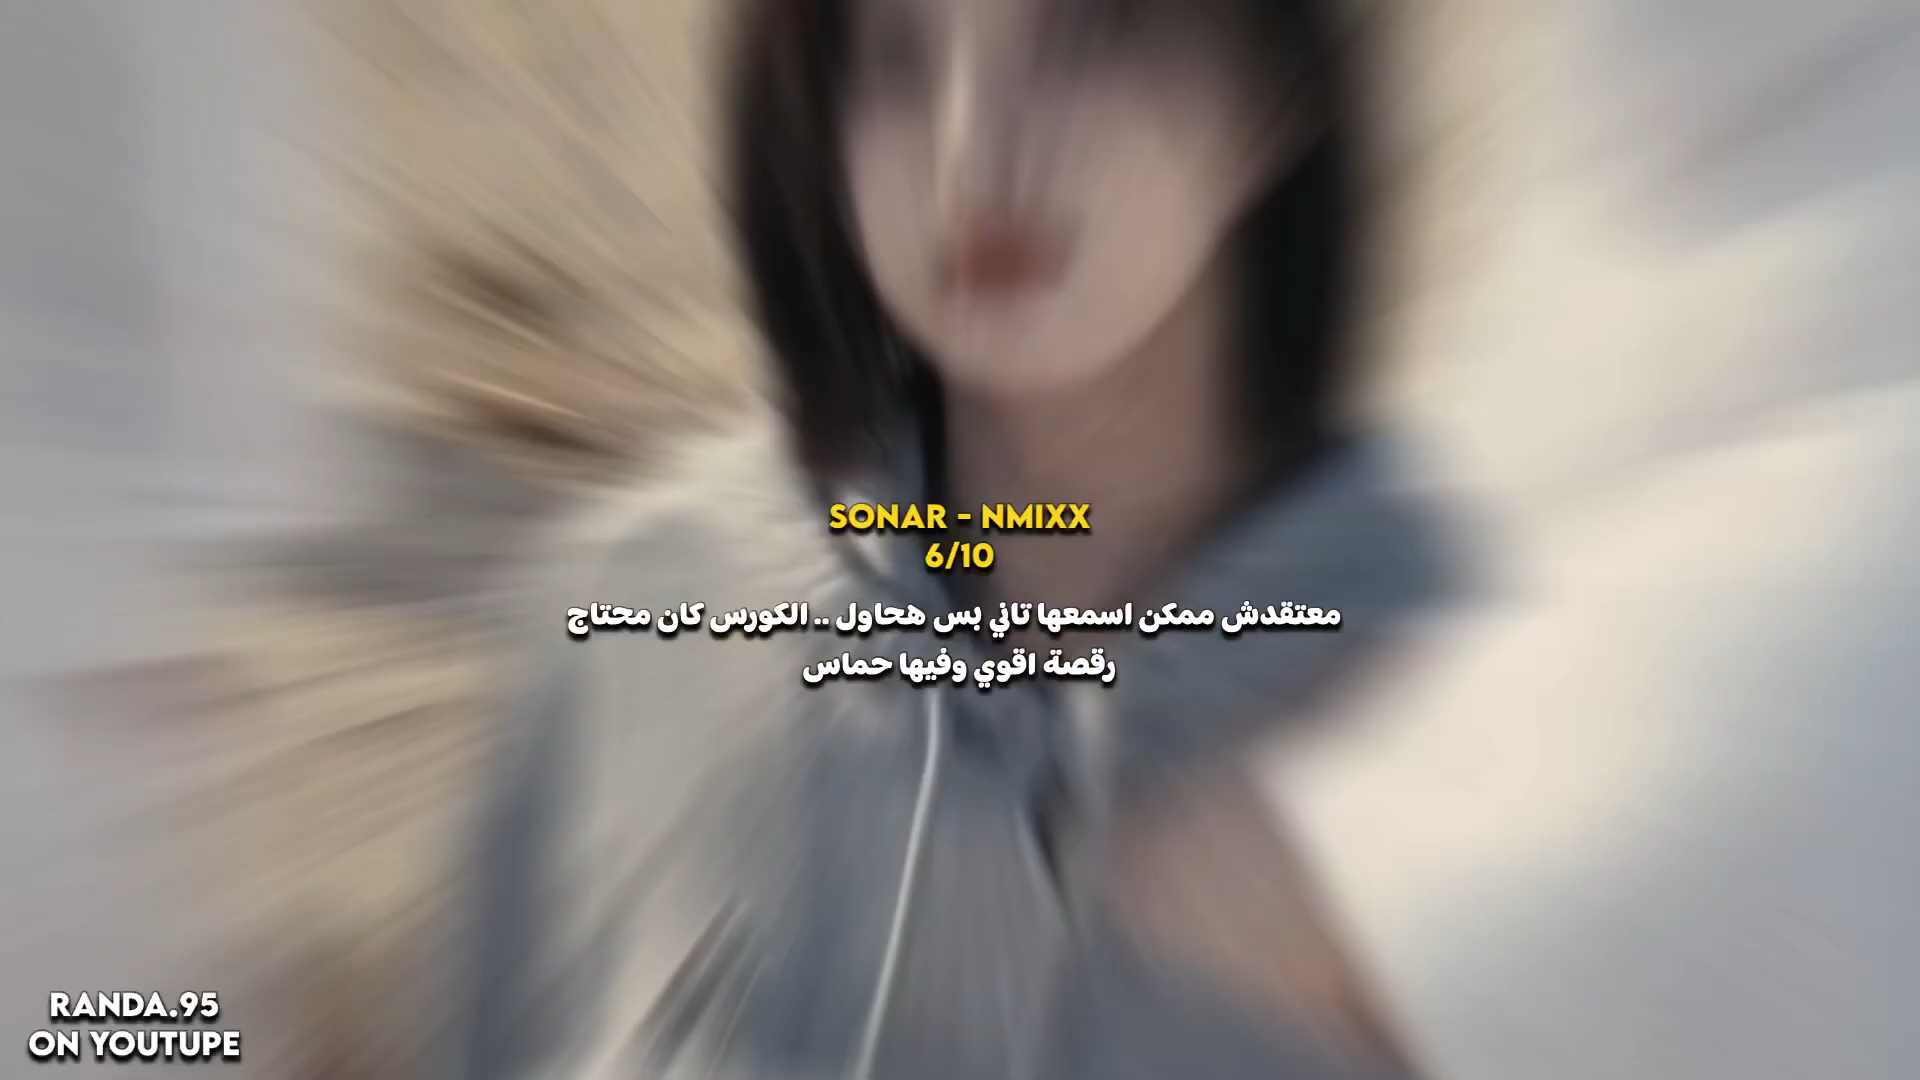 SONAR - NMIXX
6/10
معتقدش ممكن اسمعها تاني بس هحاول .. الكورس كان محتاج
رقصة اقوي وفيها حماس
RANDA.95
ON YOUTUPE